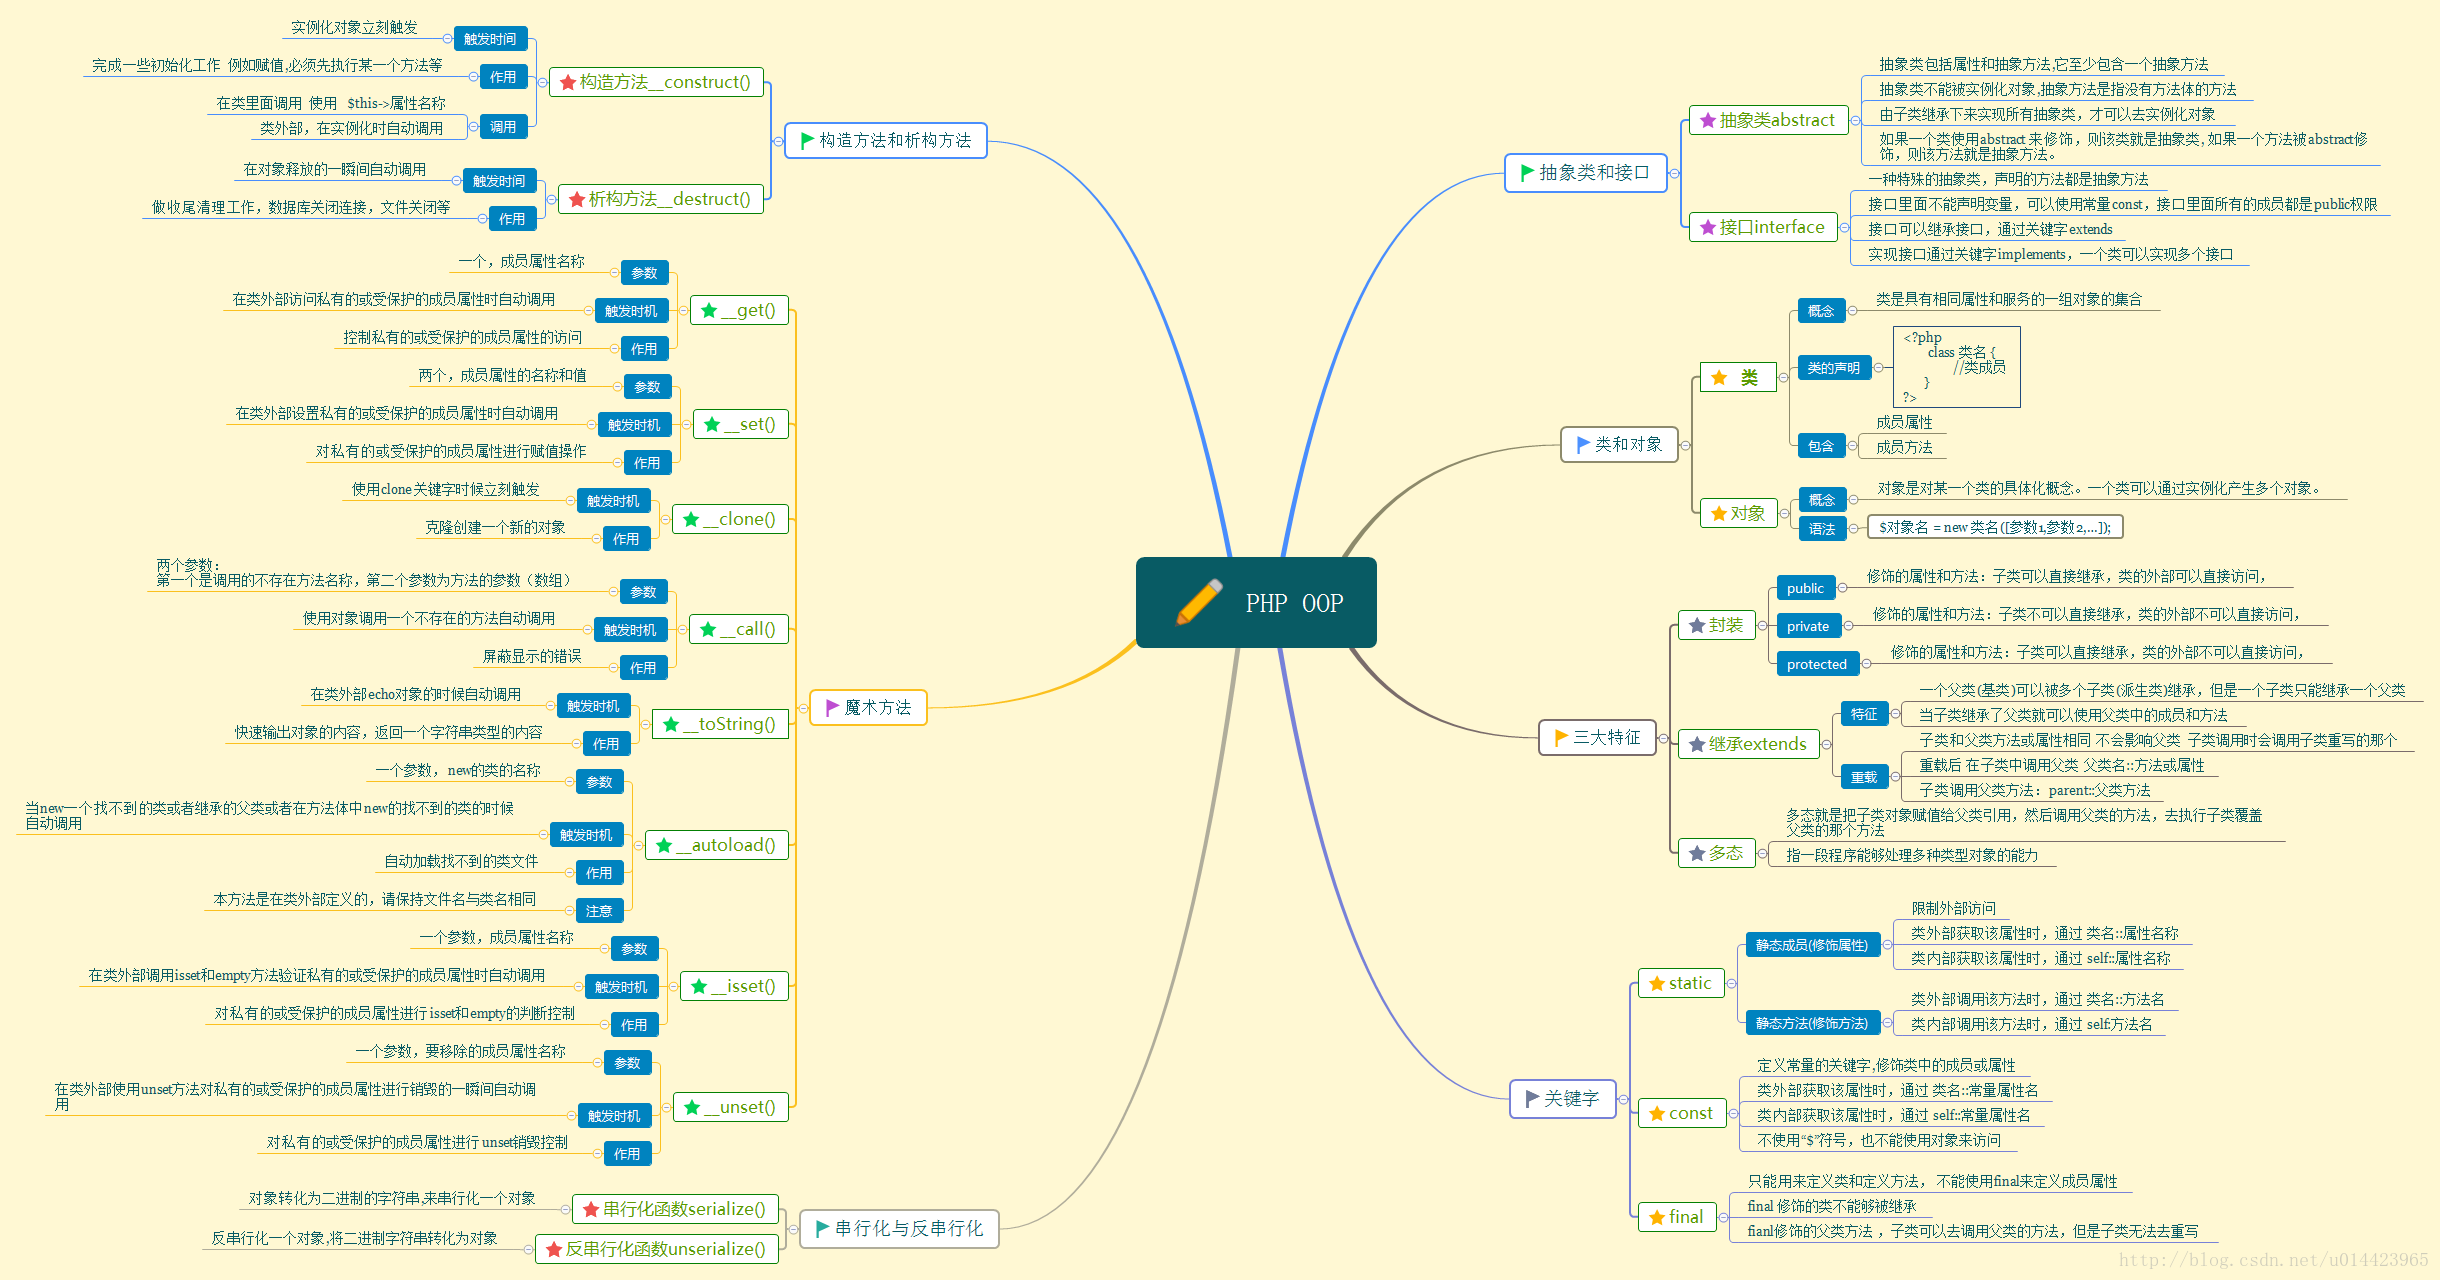 PHP OOP
构造方法和析构方法
构造方法__construct()
触发时间
实例化对象立刻触发
作用
完成一些初始化工作 例如赋值,必须先执行某一个方法等
调用
在类里面调用 使用 $this->属性名称
类外部，在实例化时自动调用
析构方法__destruct()
触发时间
在对象释放的一瞬间自动调用
作用
做收尾清理工作，数据库关闭连接，文件关闭等
魔术方法
__get()
参数
一个，成员属性名称
触发时机
在类外部访问私有的或受保护的成员属性时自动调用
作用
控制私有的或受保护的成员属性的访问
__set()
参数
两个，成员属性的名称和值
触发时机
在类外部设置私有的或受保护的成员属性时自动调用
作用
对私有的或受保护的成员属性进行赋值操作
__clone()
触发时机
使用clone关键字时候立刻触发
作用
克隆创建一个新的对象
__call()
参数
两个参数：
第一个是调用的不存在方法名称，第二个参数为方法的参数（数组）
触发时机
使用对象调用一个不存在的方法自动调用
作用
屏蔽显示的错误
__toString()
触发时机
在类外部echo对象的时候自动调用
作用
快速输出对象的内容，返回一个字符串类型的内容
__autoload()
参数
一个参数，new的类的名称
触发时机
当new一个找不到的类或者继承的父类或者在方法体中new的找不到的类的时候
自动调用
作用
自动加载找不到的类文件
注意
本方法是在类外部定义的，请保持文件名与类名相同
__isset()
参数
一个参数，成员属性名称
触发时机
在类外部调用isset和empty方法验证私有的或受保护的成员属性时自动调用
作用
对私有的或受保护的成员属性进行isset和empty的判断控制
__unset()
参数
一个参数，要移除的成员属性名称
触发时机
在类外部使用unset方法对私有的或受保护的成员属性进行销毁的一瞬间自动调
用
作用
对私有的或受保护的成员属性进行 unset销毁控制
串行化与反串行化
串行化函数serialize()
对象转化为二进制的字符串,来串行化一个对象
反串行化函数unserialize()
反串行化一个对象,将二进制字符串转化为对象
抽象类和接口
抽象类abstract
抽象类包括属性和抽象方法,它至少包含一个抽象方法
抽象类不能被实例化对象,抽象方法是指没有方法体的方法
由子类继承下来实现所有抽象类，才可以去实例化对象
如果一个类使用abstract来修饰，则该类就是抽象类,如果一个方法被abstract修
饰，则该方法就是抽象方法。
接口interface
一种特殊的抽象类，声明的方法都是抽象方法
接口里面不能声明变量，可以使用常量const，接口里面所有的成员都是public权限
接口可以继承接口，通过关键字extends
实现接口通过关键字implements，一个类可以实现多个接口
类和对象
类
概念
类是具有相同属性和服务的一组对象的集合
类的声明
<?php
class 类名 {
//类成员
}
?>
包含
成员属性
成员方法
对象
概念
对象是对某一个类的具体化概念。一个类可以通过实例化产生多个对象。
语法
$对象名 = new 类名([参数1,参数2,...]);
三大特征
封装
public
修饰的属性和方法：子类可以直接继承，类的外部可以直接访问，
private
修饰的属性和方法：子类不可以直接继承，类的外部不可以直接访问，
protected
修饰的属性和方法：子类可以直接继承，类的外部不可以直接访问，
继承extends
特征
一个父类(基类)可以被多个子类(派生类)继承，但是一个子类只能继承一个父类
当子类继承了父类就可以使用父类中的成员和方法
重载
子类和父类方法或属性相同 不会影响父类 子类调用时会调用子类重写的那个
重载后 在子类中调用父类 父类名::方法或属性
子类调用父类方法：parent::父类方法
多态
多态就是把子类对象赋值给父类引用，然后调用父类的方法，去执行子类覆盖
父类的那个方法
指一段程序能够处理多种类型对象的能力
关键字
static
静态成员(修饰属性)
限制外部访问
类外部获取该属性时，通过 类名::属性名称
类内部获取该属性时，通过 self::属性名称
静态方法(修饰方法)
类外部调用该方法时，通过 类名::方法名
类内部调用该方法时，通过 self:方法名
const
定义常量的关键字,修饰类中的成员或属性
类外部获取该属性时，通过 类名::常量属性名
类内部获取该属性时，通过 self::常量属性名
不使用“$”符号，也不能使用对象来访问
final
只能用来定义类和定义方法， 不能使用final来定义成员属性
final 修饰的类不能够被继承
fianl修饰的父类方法 ，子类可以去调用父类的方法，但是子类无法去重写
http://blog.csdn.net/u014423965